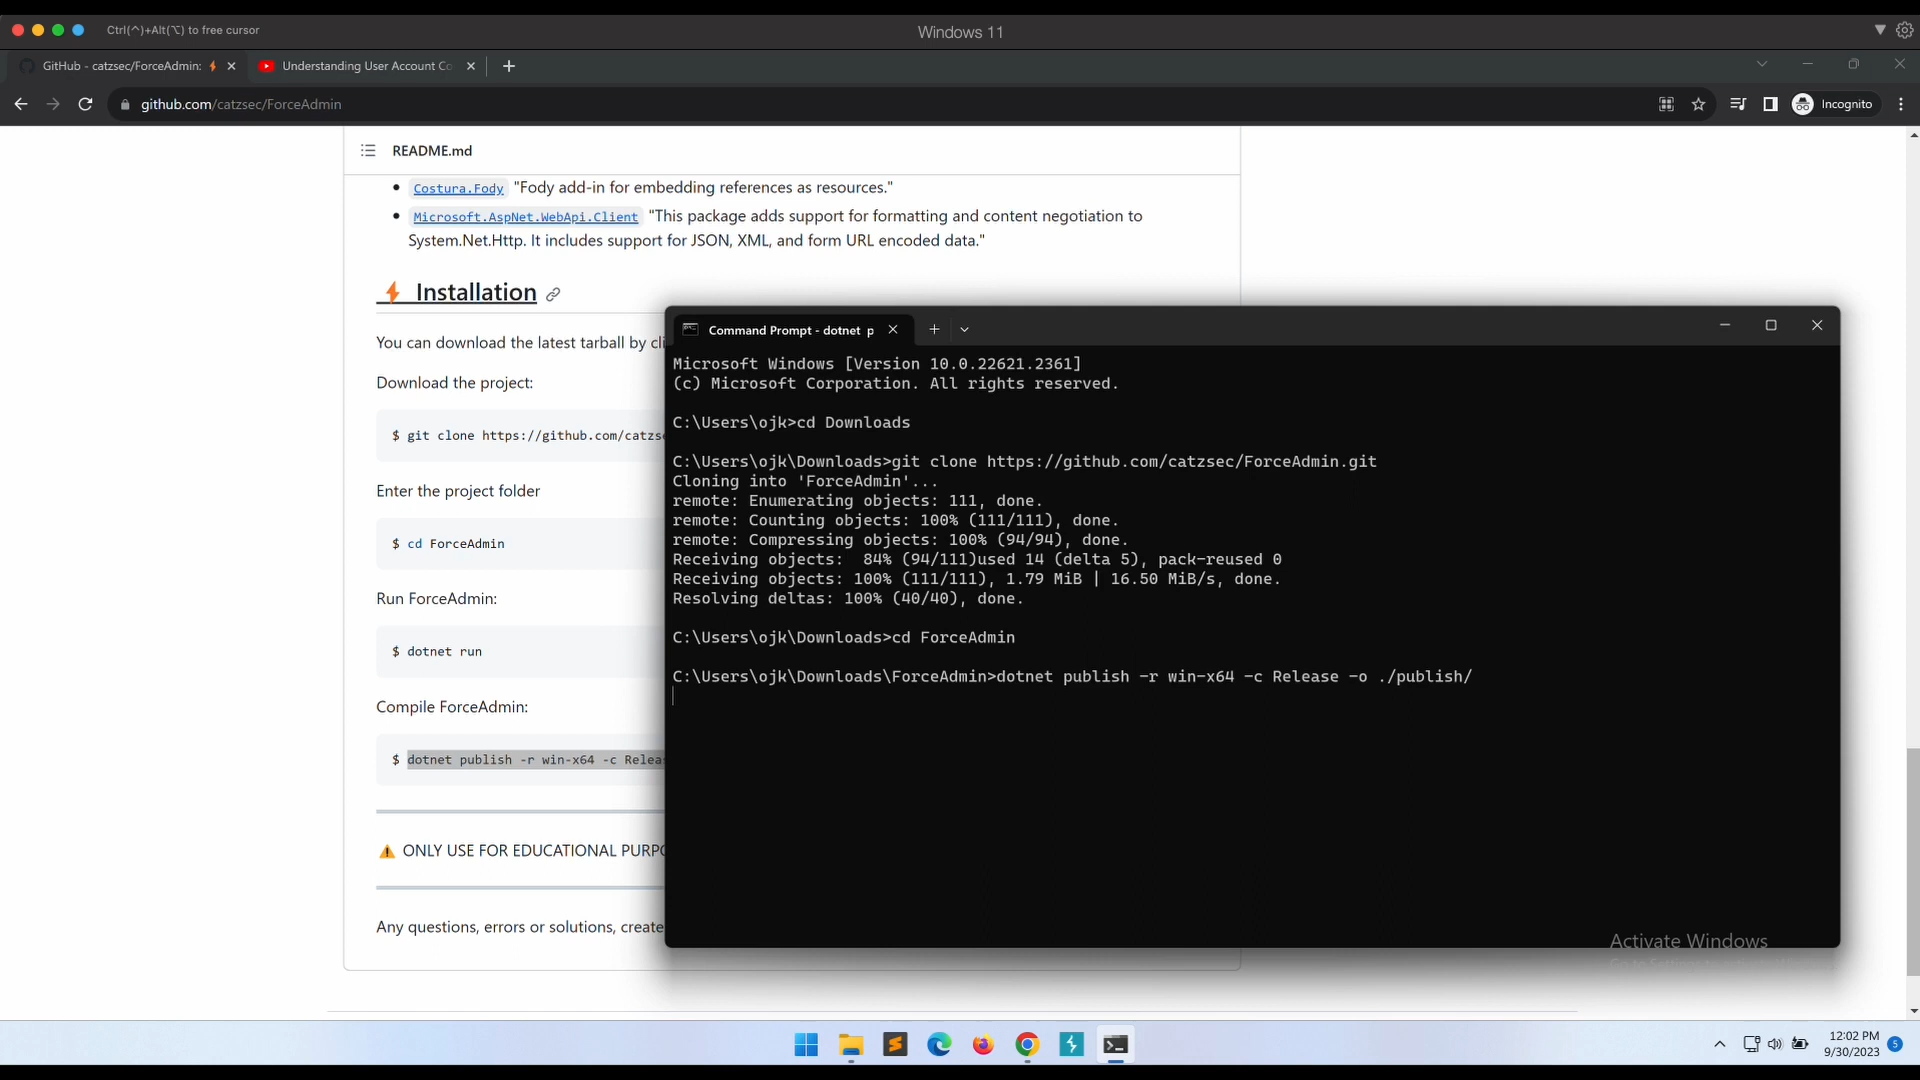 Ctrl(^)+Alt(⌥) to free cursor
Windows 11
GitHub - catzsec/ForceAdmin:
Understanding User Account Co
github.com/catzsec/ForceAdmin
Incognito
README.md
Costura.Fody "Fody add-in for embedding references as resources."
Microsoft.AspNet.WebApi.Client "This package adds support for formatting and content negotiation to
System.Net.Http. It includes support for JSON, XML, and form URL encoded data."
Installation
You can download the latest tarball by cli
Download the project:
$ git clone https://github.com/catzse
Enter the project folder
$ cd ForceAdmin
Run ForceAdmin:
$ dotnet run
Compile ForceAdmin:
$ dotnet publish -r win-x64 -c Relea
⚠ ONLY USE FOR EDUCATIONAL PURPO
Any questions, errors or solutions, create
Command Prompt - dotnet p
Microsoft Windows [Version 10.0.22621.2361]
(c) Microsoft Corporation. All rights reserved.
C:\Users\ojk>cd Downloads
C:\Users\ojk\Downloads>git clone https://github.com/catzsec/ForceAdmin.git
Cloning into 'ForceAdmin'...
remote: Enumerating objects: 111, done.
remote: Counting objects: 100% (111/111), done.
remote: Compressing objects: 100% (94/94), done.
Receiving objects:  84% (94/111)used 14 (delta 5), pack-reused 0
Receiving objects: 100% (111/111), 1.79 MiB | 16.50 MiB/s, done.
Resolving deltas: 100% (40/40), done.
C:\Users\ojk\Downloads>cd ForceAdmin
C:\Users\ojk\Downloads\ForceAdmin>dotnet publish -r win-x64 -c Release -o ./publish/
Activate Windows
12:02 PM
9/30/2023
5